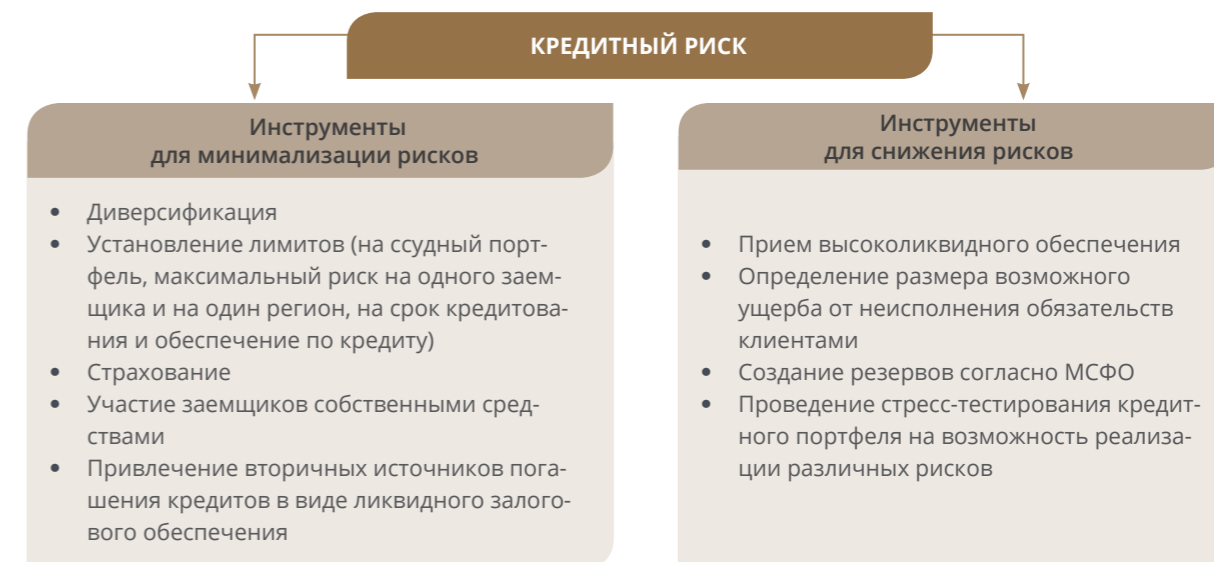 КРЕДИТНЫЙ РИСК
Инструменты
для минимализации рисков
• Диверсификация
• Установление лимитов (на ссудный порт-
фель, максимальный риск на одного заем-
щика и на один регион, на срок кредитова-
ния и обеспечение по кредиту)
• Страхование
• Участие заемщиков собственными сред-
ствами
• Привлечение вторичных источников пога-
шения кредитов в виде ликвидного залого-
вого обеспечения
Инструменты
для снижения рисков
• Прием высоколиквидного обеспечения
• Определение размера возможного
ущерба от неисполнения обязательств
клиентами
• Создание резервов согласно МСФО
• Проведение стресс-тестирования кредит-
ного портфеля на возможность реализа-
ции различных рисков